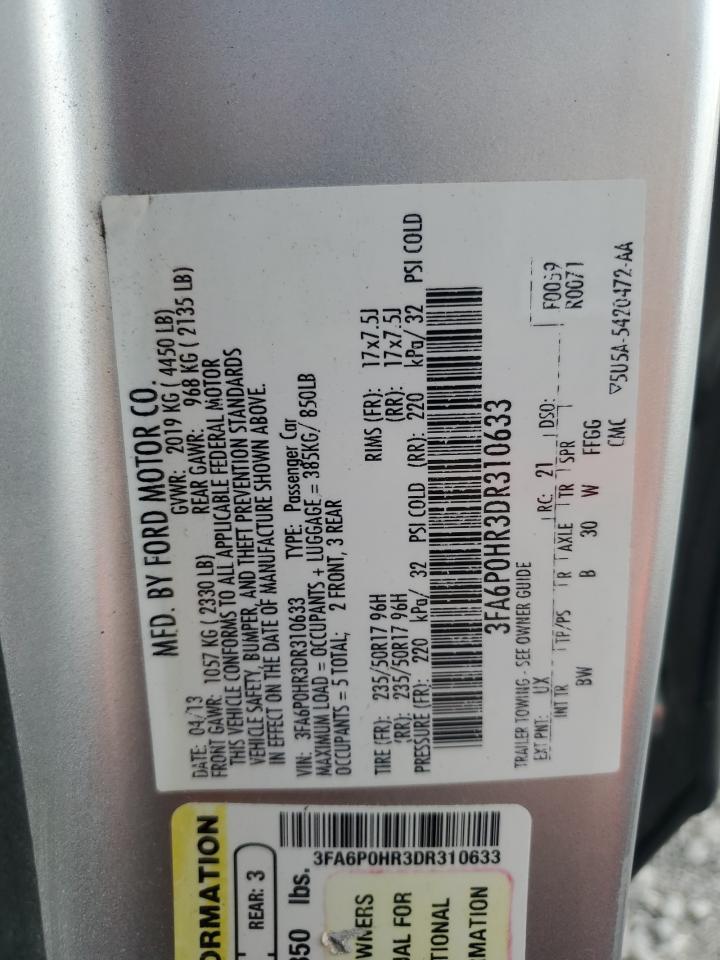 MFD. BY FORD MOTOR CO.
DATE: 04/13 GVWR: 2019 KG ( 4450 LB)
FRONT GAWR: 1057 KG ( 2330 LB) REAR GAWR: 968 KG ( 2135 LB)
THIS VEHICLE CONFORMS TO ALL APPLICABLE FEDERAL MOTOR
VEHICLE SAFETY, BUMPER, AND THEFT PREVENTION STANDARDS
IN EFFECT ON THE DATE OF MANUFACTURE SHOWN ABOVE.
VIN: 3FA6P0HR3DR310633 TYPE: Passenger Car
MAXIMUM LOAD = OCCUPANTS + LUGGAGE = 385KG/ 850LB
OCCUPANTS = 5 TOTAL; 2 FRONT, 3 REAR
TIRE (FR): 235/50R17 96H RIMS (FR): 17x7.5J
(RR): 235/50R17 96H (RR): 17x7.5J
PRESSURE (FR): 220 kPa/ 32 PSI COLD (RR): 220 kPa/ 32 PSI COLD
3FA6P0HR3DR310633
TRAILER TOWING - SEE OWNER GUIDE
EXT PNT: UX RC: 21 DSO: F0039
INT TR TP/PS R AXLE TR SPR R0071
BW B 30 W FFGG
CMC ▽5U5A-5420472-AA
ORMATION
REAR: 3
350 lbs.
3FA6P0HR3DR310633
WNERS
UAL FOR
TIONAL
RMATION